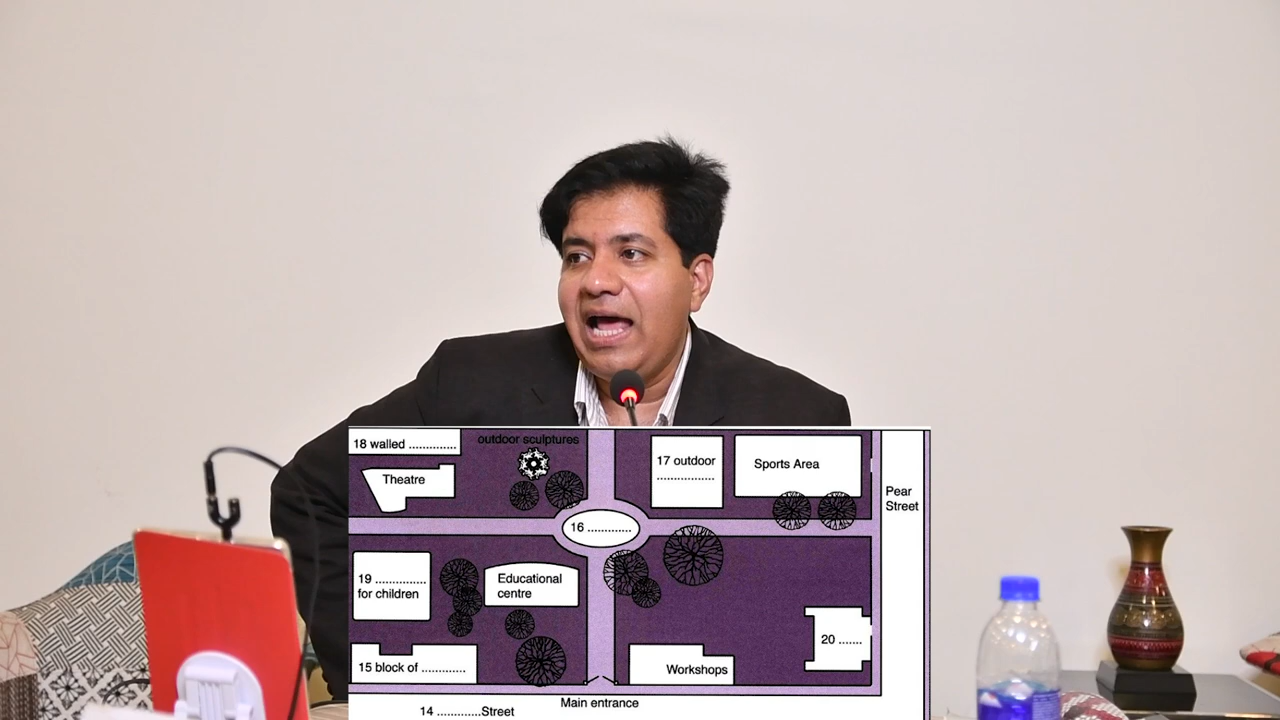 18 walled ..............
outdoor sculptures
17 outdoor
................
Sports Area
Theatre
Pear
Street
16 ............
19 ..............
for children
Educational
centre
20 .......
15 block of ............
Workshops
Main entrance
14 ............Street